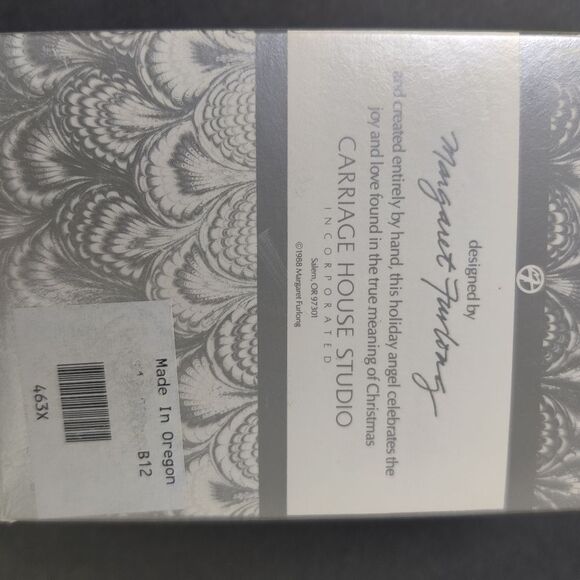 designed by
Margaret Furlong
and created entirely by hand, this holiday angel celebrates the
joy and love found in the true meaning of Christmas
CARRIAGE HOUSE STUDIO
INCORPORATED
Salem, OR 97301
©1988 Margaret Furlong
Made In Oregon
B12
463X